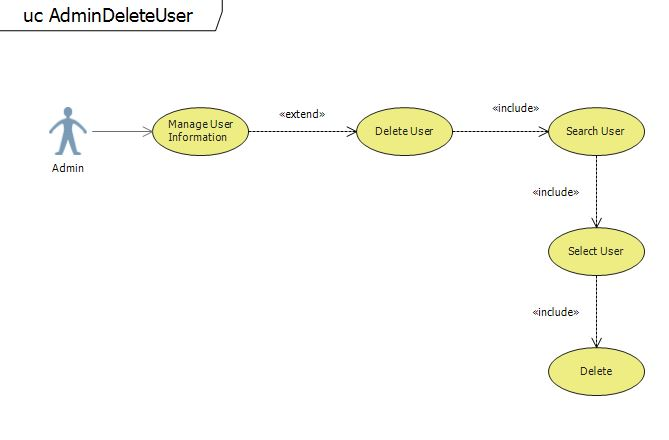 uc AdminDeleteUser
Admin
Manage User
Information
«extend»
Delete User
«include»
Search User
«include»
Select User
«include»
Delete